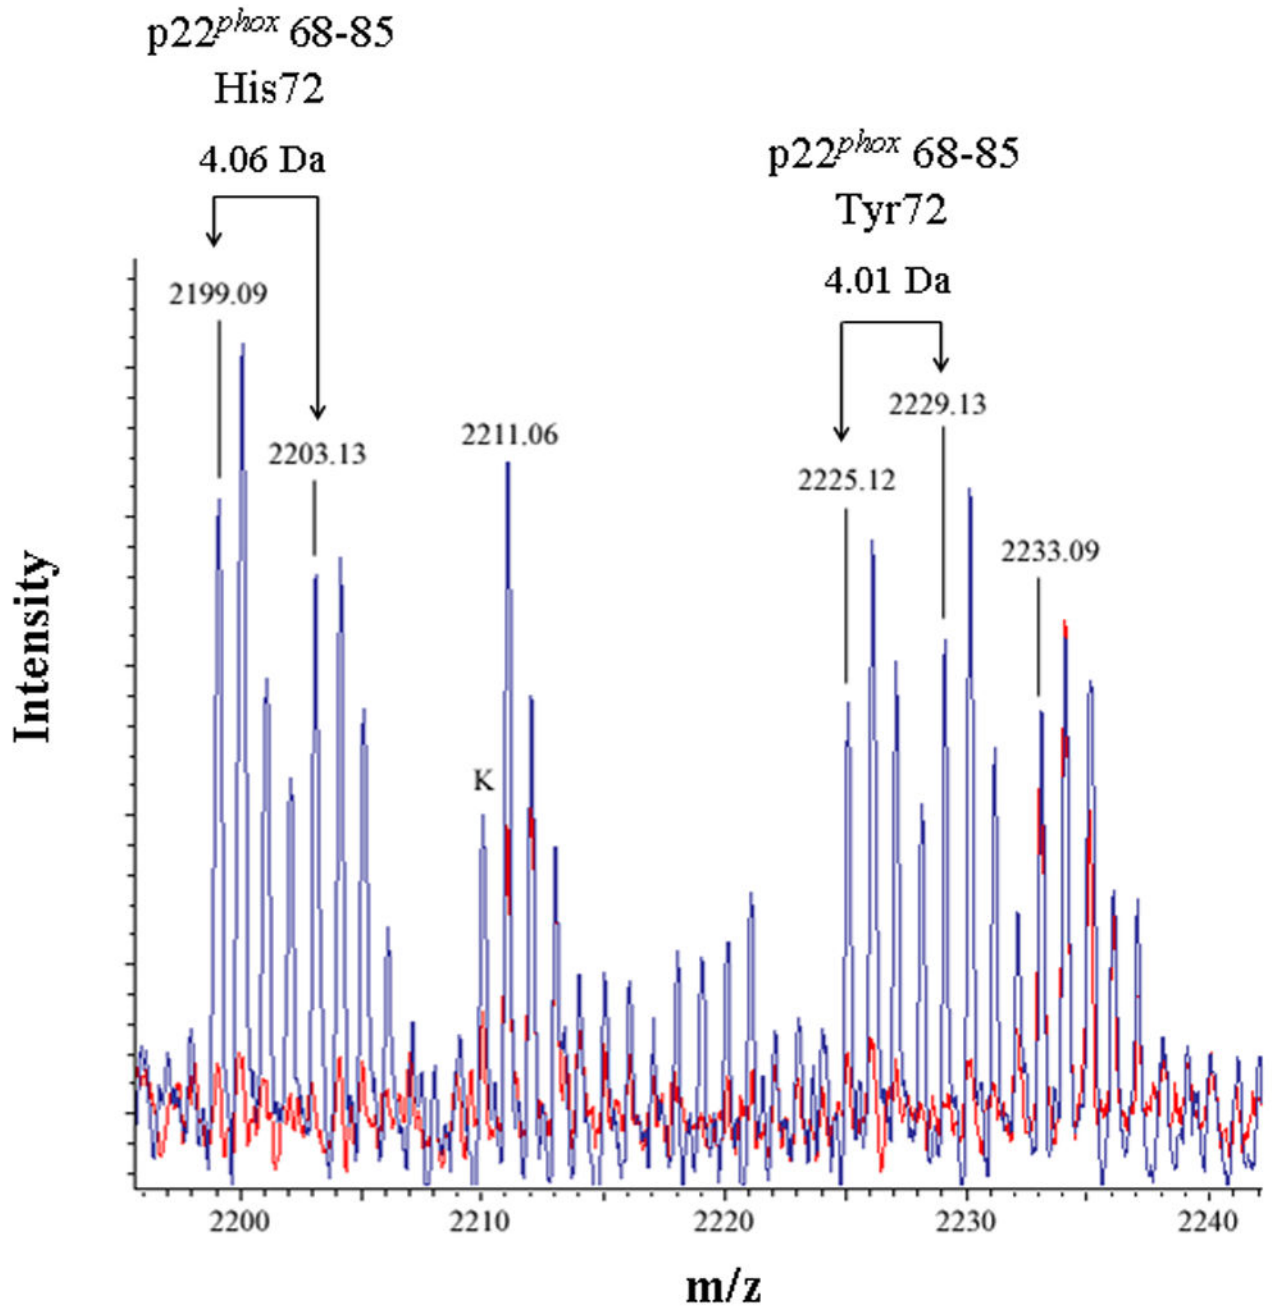 p22phox 68-85
His72
4.06 Da
p22phox 68-85
Tyr72
4.01 Da
2199.09
2203.13
2211.06
2229.13
2225.12
2233.09
K
Intensity
2200
2210
2220
2230
2240
m/z